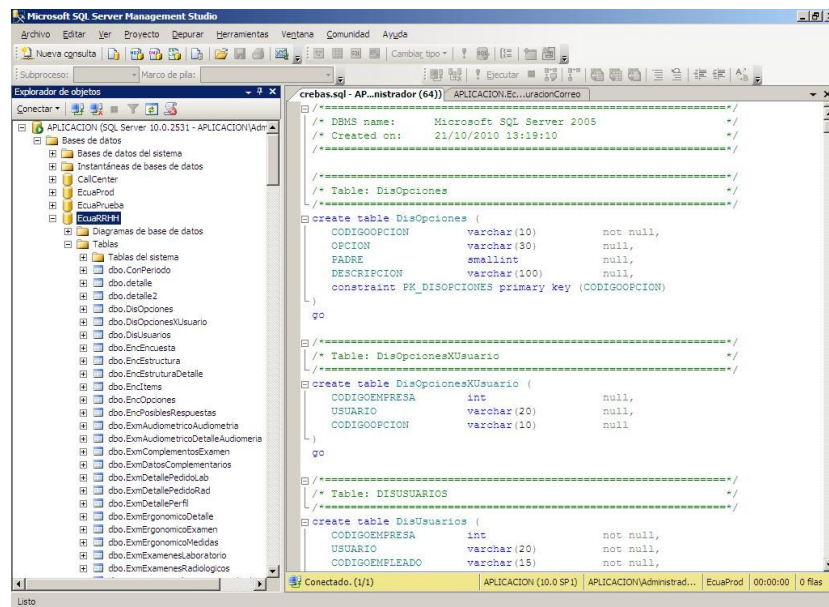 Microsoft SQL Server Management Studio
Archivo Editar Ver Proyecto Depurar Herramientas Ventana Comunidad Ayuda
Nueva consulta Cambiar tipo
Subproceso: Marco de pila: Ejecutar
Explorador de objetos
crebas.sql - AP...nistrador (64)) APLICACION.Ec...uracionCorreo
Conectar
APLICACION (SQL Server 10.0.2531 - APLICACION\Adm
Bases de datos
Bases de datos del sistema
Instantáneas de bases de datos
CallCenter
EcuaProd
EcuaPrueba
EcuaRRHH
Diagramas de base de datos
Tablas
Tablas del sistema
dbo.ConPeriodo
dbo.detalle
dbo.detalle2
dbo.DisOpciones
dbo.DisOpcionesXUsuario
dbo.DisUsuarios
dbo.EncEncuesta
dbo.EncEstructura
dbo.EncEstruturaDetalle
dbo.EncItems
dbo.EncOpciones
dbo.EncPosiblesRespuestas
dbo.ExmAudiometricoAudiometria
dbo.ExmAudiometricoDetalleAudiomeria
dbo.ExmComplementosExamen
dbo.ExmDatosComplementarios
dbo.ExmDetallePedidoLab
dbo.ExmDetallePedidoRad
dbo.ExmDetallePerfil
dbo.ExmErgonomicoDetalle
dbo.ExmErgonomicoExamen
dbo.ExmErgonomicoMedidas
dbo.ExmExamenesLaboratorio
dbo.ExmExamenesRadiologicos
/*==============================================================*/
/* DBMS name: Microsoft SQL Server 2005 */
/* Created on: 21/10/2010 13:19:10 */
/*==============================================================*/
/*==============================================================*/
/* Table: DisOpciones */
/*==============================================================*/
create table DisOpciones (
CODIGOOPCION varchar(10) not null,
OPCION varchar(30) null,
PADRE smallint null,
DESCRIPCION varchar(100) null,
constraint PK_DISOPCIONES primary key (CODIGOOPCION)
)
go
/*==============================================================*/
/* Table: DisOpcionesXUsuario */
/*==============================================================*/
create table DisOpcionesXUsuario (
CODIGOEMPRESA int null,
USUARIO varchar(20) null,
CODIGOOPCION varchar(10) null
)
go
/*==============================================================*/
/* Table: DISUSUARIOS */
/*==============================================================*/
create table DisUsuarios (
CODIGOEMPRESA int not null,
USUARIO varchar(20) not null,
CODIGOEMPLEADO varchar(15) not null,
Conectado. (1/1) APLICACION (10.0 SP1) APLICACION\Administrad... EcuaProd 00:00:00 0 filas
Listo